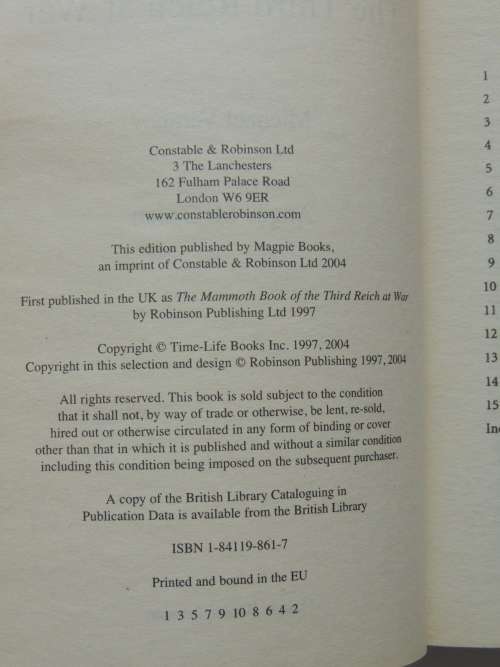 Constable & Robinson Ltd
3 The Lanchesters
162 Fulham Palace Road
London W6 9ER
www.constablerobinson.com
This edition published by Magpie Books,
an imprint of Constable & Robinson Ltd 2004
First published in the UK as The Mammoth Book of the Third Reich at War
by Robinson Publishing Ltd 1997
Copyright © Time-Life Books Inc. 1997, 2004
Copyright in this selection and design © Robinson Publishing 1997, 2004
All rights reserved. This book is sold subject to the condition
that it shall not, by way of trade or otherwise, be lent, re-sold,
hired out or otherwise circulated in any form of binding or cover
other than that in which it is published and without a similar condition
including this condition being imposed on the subsequent purchaser.
A copy of the British Library Cataloguing in
Publication Data is available from the British Library
ISBN 1-84119-861-7
Printed and bound in the EU
1 3 5 7 9 10 8 6 4 2
1
2
3
4
5
6
7
8
9
10
11
12
13
14
15